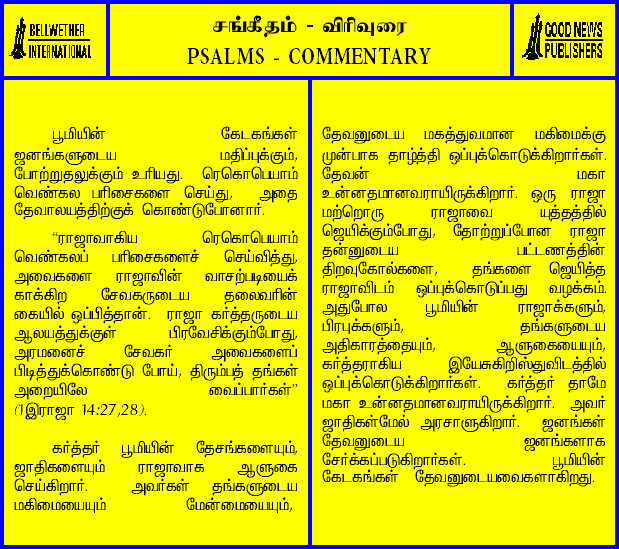 BELLWETHER
INTERNATIONAL
சங்கீதம் - விரிவுரை
PSALMS - COMMENTARY
GOOD NEWS
PUBLISHERS
பூமியின் கேடகங்கள்
ஜனங்களுடைய மதிப்புக்கும்,
போற்றுதலுக்கும் உரியது. ரெகொபெயாம்
வெண்கல பரிசைகளை செய்து, அதை
தேவாலயத்திற்குக் கொண்டுபோனார்.
“ராஜாவாகிய ரெகொபெயாம்
வெண்கலப் பரிசைகளைச் செய்வித்து,
அவைகளை ராஜாவின் வாசற்படியைக்
காக்கிற சேவகருடைய தலைவரின்
கையில் ஒப்பித்தான். ராஜா கர்த்தருடைய
ஆலயத்துக்குள் பிரவேசிக்கும்போது,
அரமனைச் சேவகர் அவைகளைப்
பிடித்துக்கொண்டு போய், திரும்பத் தங்கள்
அறையிலே வைப்பார்கள்”
(1இராஜா 14:27,28).
கர்த்தர் பூமியின் தேசங்களையும்,
ஜாதிகளையும் ராஜாவாக ஆளுகை
செய்கிறார். அவர்கள் தங்களுடைய
மகிமையையும் மேன்மையையும்,
தேவனுடைய மகத்துவமான மகிமைக்கு
முன்பாக தாழ்த்தி ஒப்புக்கொடுக்கிறார்கள்.
தேவன் மகா
உன்னதமானவராயிருக்கிறார். ஒரு ராஜா
மற்றொரு ராஜாவை யுத்தத்தில்
ஜெயிக்கும்போது, தோற்றுப்போன ராஜா
தன்னுடைய பட்டணத்தின்
திறவுகோல்களை, தங்களை ஜெயித்த
ராஜாவிடம் ஒப்புக்கொடுப்பது வழக்கம்.
அதுபோல பூமியின் ராஜாக்களும்,
பிரபுக்களும், தங்களுடைய
அதிகாரத்தையும், ஆளுகையையும்,
கர்த்தராகிய இயேசுகிறிஸ்துவிடத்தில்
ஒப்புக்கொடுக்கிறார்கள். கர்த்தர் தாமே
மகா உன்னதமானவராயிருக்கிறார். அவர்
ஜாதிகள்மேல் அரசாளுகிறார். ஜனங்கள்
தேவனுடைய ஜனங்களாக
சேர்க்கப்படுகிறார்கள். பூமியின்
கேடகங்கள் தேவனுடையவைகளாகிறது.